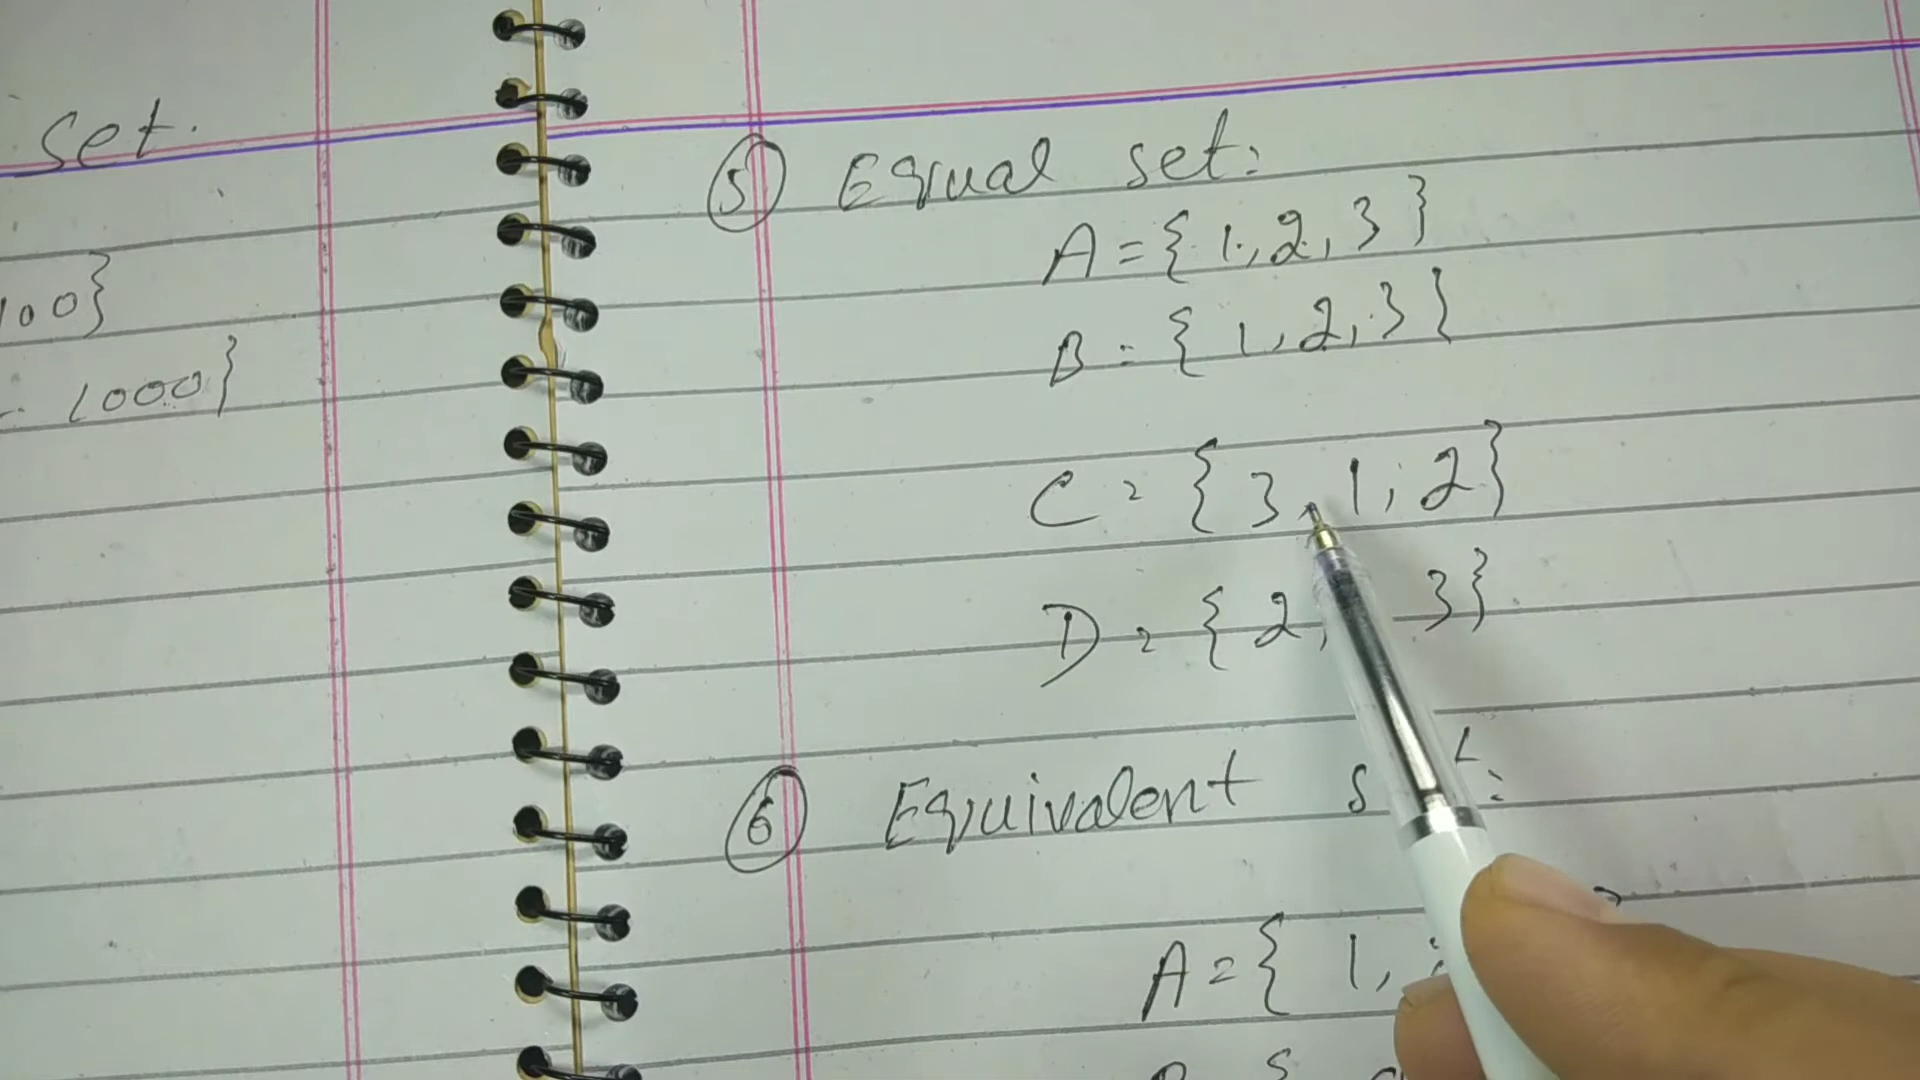 set.
100}
1000}
⑤ Equal set:
A = {1, 2, 3}
B = {1, 2, 3}
C = {3, 1, 2}
D = {2, 3}
⑥ Equivalent
A = {1,